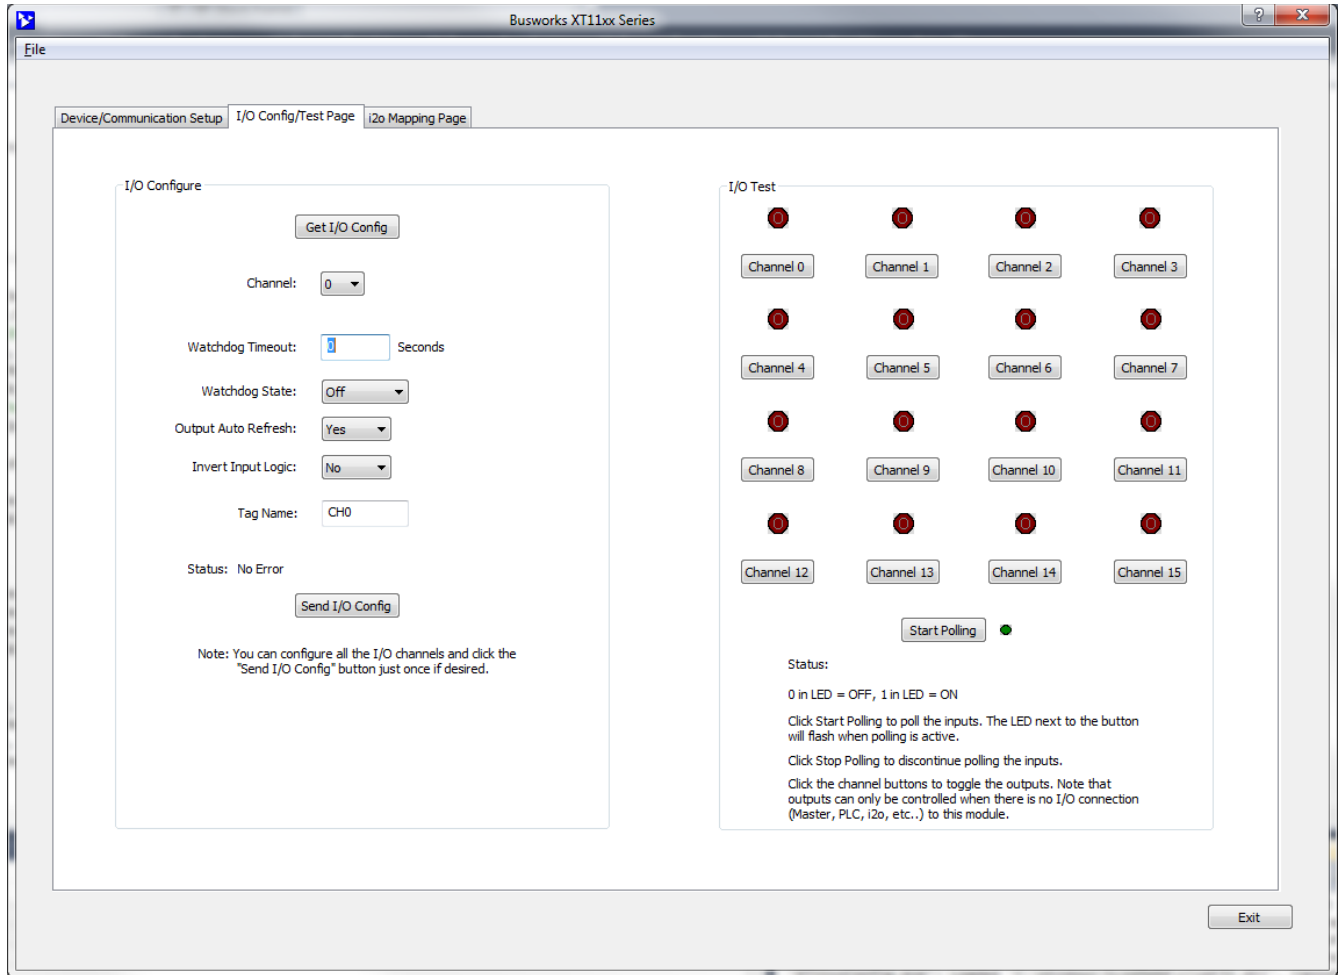 Busworks XT11xx Series
? X
File
Device/Communication Setup I/O Config/Test Page i2o Mapping Page
I/O Configure
Get I/O Config
Channel: 0
Watchdog Timeout: 0 Seconds
Watchdog State: Off
Output Auto Refresh: Yes
Invert Input Logic: No
Tag Name: CH0
Status: No Error
Send I/O Config
Note: You can configure all the I/O channels and click the
"Send I/O Config" button just once if desired.
I/O Test
0 0 0 0
Channel 0 Channel 1 Channel 2 Channel 3
0 0 0 0
Channel 4 Channel 5 Channel 6 Channel 7
0 0 0 0
Channel 8 Channel 9 Channel 10 Channel 11
0 0 0 0
Channel 12 Channel 13 Channel 14 Channel 15
Start Polling
Status:
0 in LED = OFF, 1 in LED = ON
Click Start Polling to poll the inputs. The LED next to the button
will flash when polling is active.
Click Stop Polling to discontinue polling the inputs.
Click the channel buttons to toggle the outputs. Note that
outputs can only be controlled when there is no I/O connection
(Master, PLC, i2o, etc..) to this module.
Exit